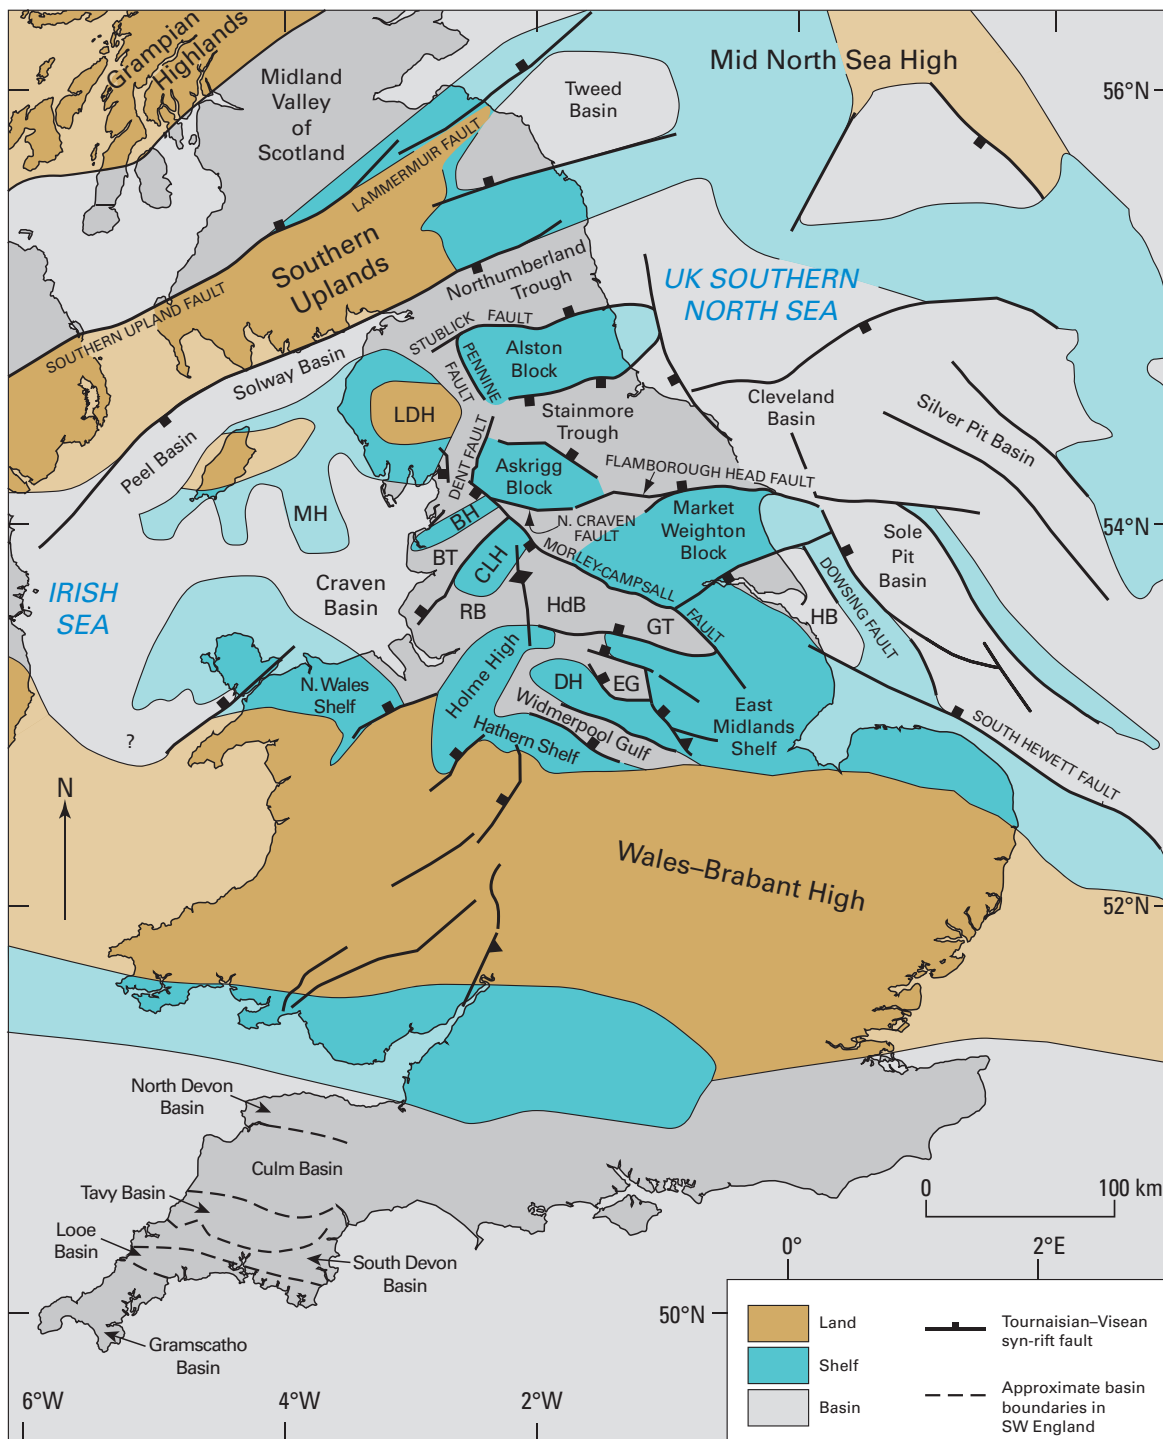 Grampian
Highlands
Midland
Valley
of
Scotland
Tweed
Basin
Mid North Sea High
56°N
LAMMERMUIR FAULT
Southern
Uplands
SOUTHERN UPLAND FAULT
Northumberland
Trough
UK SOUTHERN
NORTH SEA
STUBLICK FAULT
Solway Basin
PENNINE
FAULT
Alston
Block
LDH
Cleveland
Basin
Silver Pit Basin
Stainmore
Trough
Peel Basin
DENT FAULT
Askrigg
Block
FLAMBOROUGH HEAD FAULT
MH
BH
N. CRAVEN
FAULT
Market
Weighton
Block
54°N
Sole
Pit
Basin
BT
CLH
MORLEY-CAMPSALL
FAULT
DOWSING FAULT
IRISH
SEA
Craven
Basin
RB
HdB
GT
HB
N. Wales
Shelf
Holme High
DH
EG
East
Midlands
Shelf
Widmerpool Gulf
Hathern Shelf
SOUTH HEWETT FAULT
?
N
Wales–Brabant High
52°N
North Devon
Basin
Culm Basin
Tavy Basin
Looe
Basin
South Devon
Basin
Gramscatho
Basin
0
100 km
0°
2°E
50°N
6°W
4°W
2°W
Land
Shelf
Basin
Tournaisian–Visean
syn-rift fault
Approximate basin
boundaries in
SW England